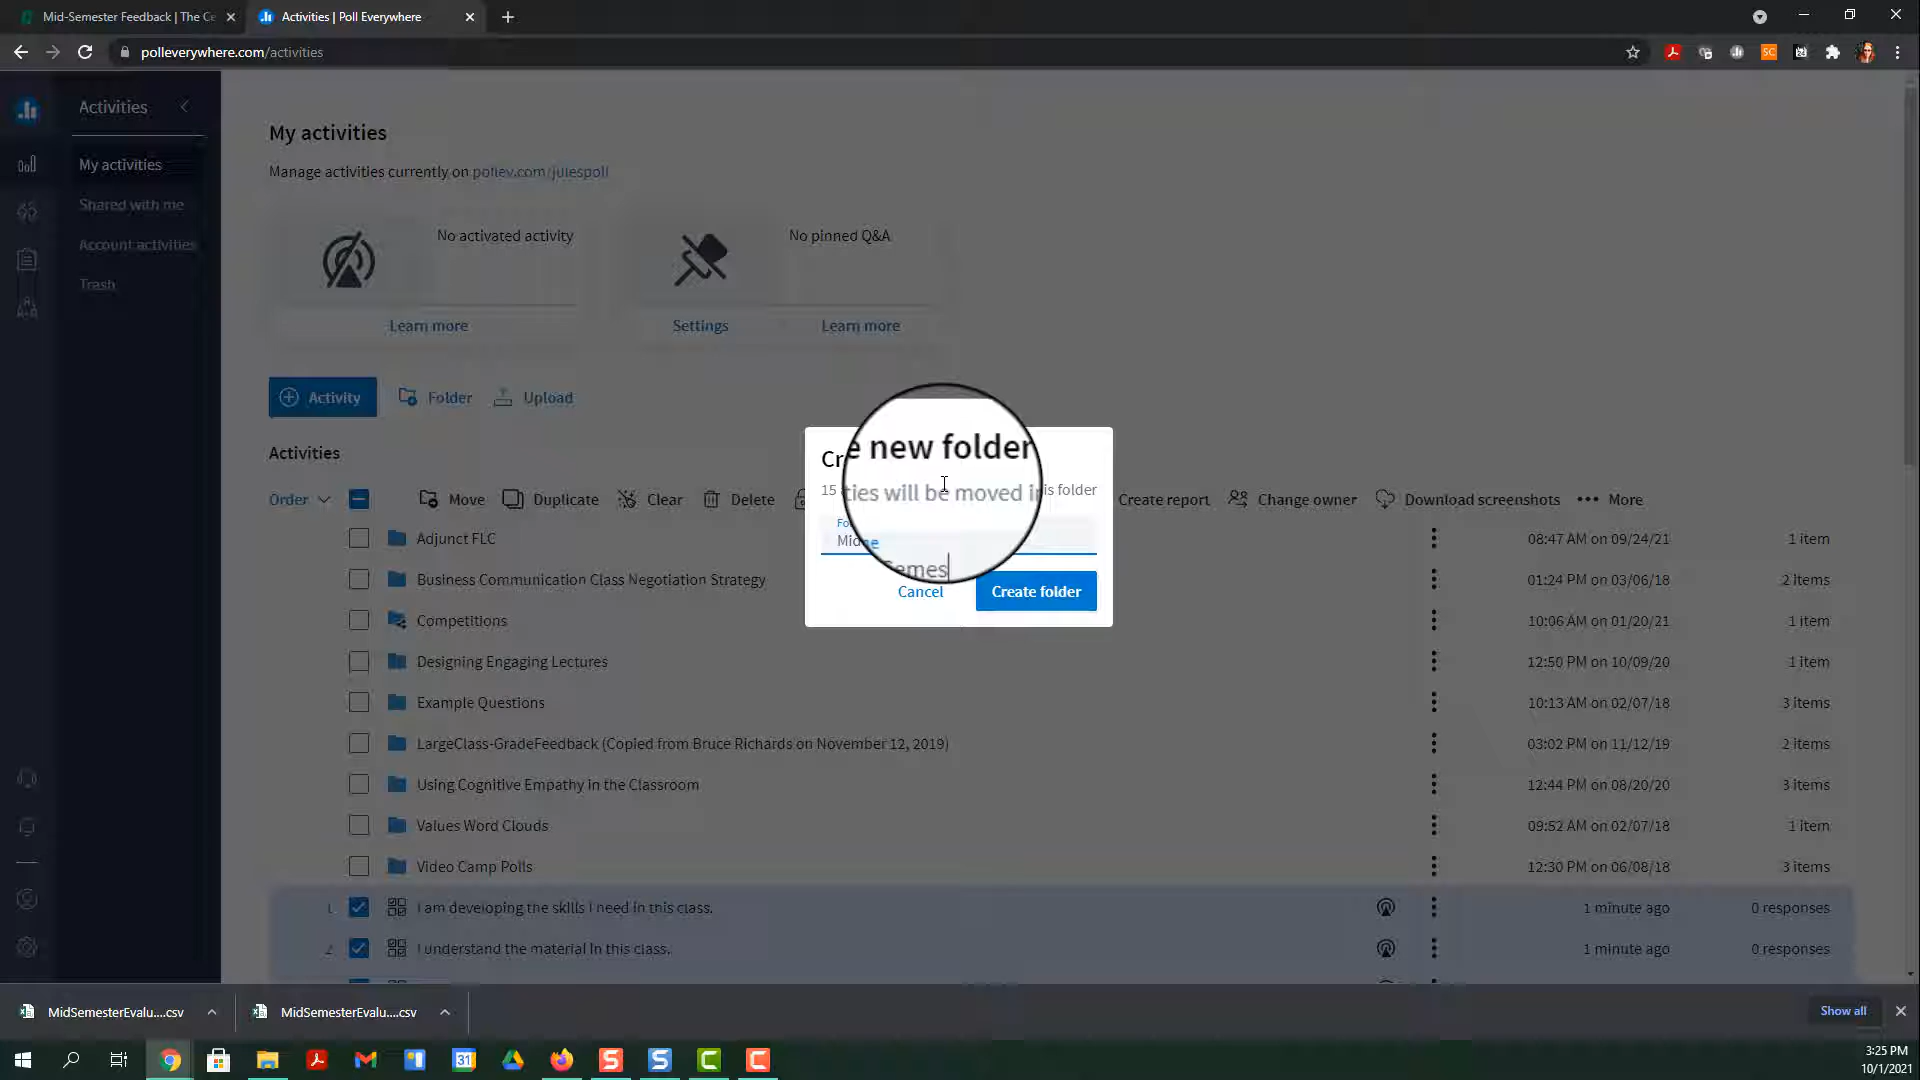 Mid-Semester Feedback | The Ce
Activities | Poll Everywhere
polleverywhere.com/activities
Activities
My activities
Shared with me
Account activities
Trash
My activities
Manage activities currently on pollev.com/julespoll
No activated activity
Learn more
No pinned Q&A
Settings
Learn more
Activity
Folder
Upload
Activities
Order
Move
Duplicate
Clear
Delete
Create report
Change owner
Download screenshots
More
Cr e new folder
15 ties will be moved i is folder
Fo
Mid
Semes
Cancel
Create folder
Adjunct FLC 08:47 AM on 09/24/21 1 item
Business Communication Class Negotiation Strategy 01:24 PM on 03/06/18 2 items
Competitions 10:06 AM on 01/20/21 1 item
Designing Engaging Lectures 12:50 PM on 10/09/20 1 item
Example Questions 10:13 AM on 02/07/18 3 items
LargeClass-GradeFeedback (Copied from Bruce Richards on November 12, 2019) 03:02 PM on 11/12/19 2 items
Using Cognitive Empathy in the Classroom 12:44 PM on 08/20/20 3 items
Values Word Clouds 09:52 AM on 02/07/18 1 item
Video Camp Polls 12:30 PM on 06/08/18 3 items
1 I am developing the skills I need in this class. 1 minute ago 0 responses
2 I understand the material in this class. 1 minute ago 0 responses
MidSemesterEvalu....csv
MidSemesterEvalu....csv
Show all
3:25 PM
10/1/2021